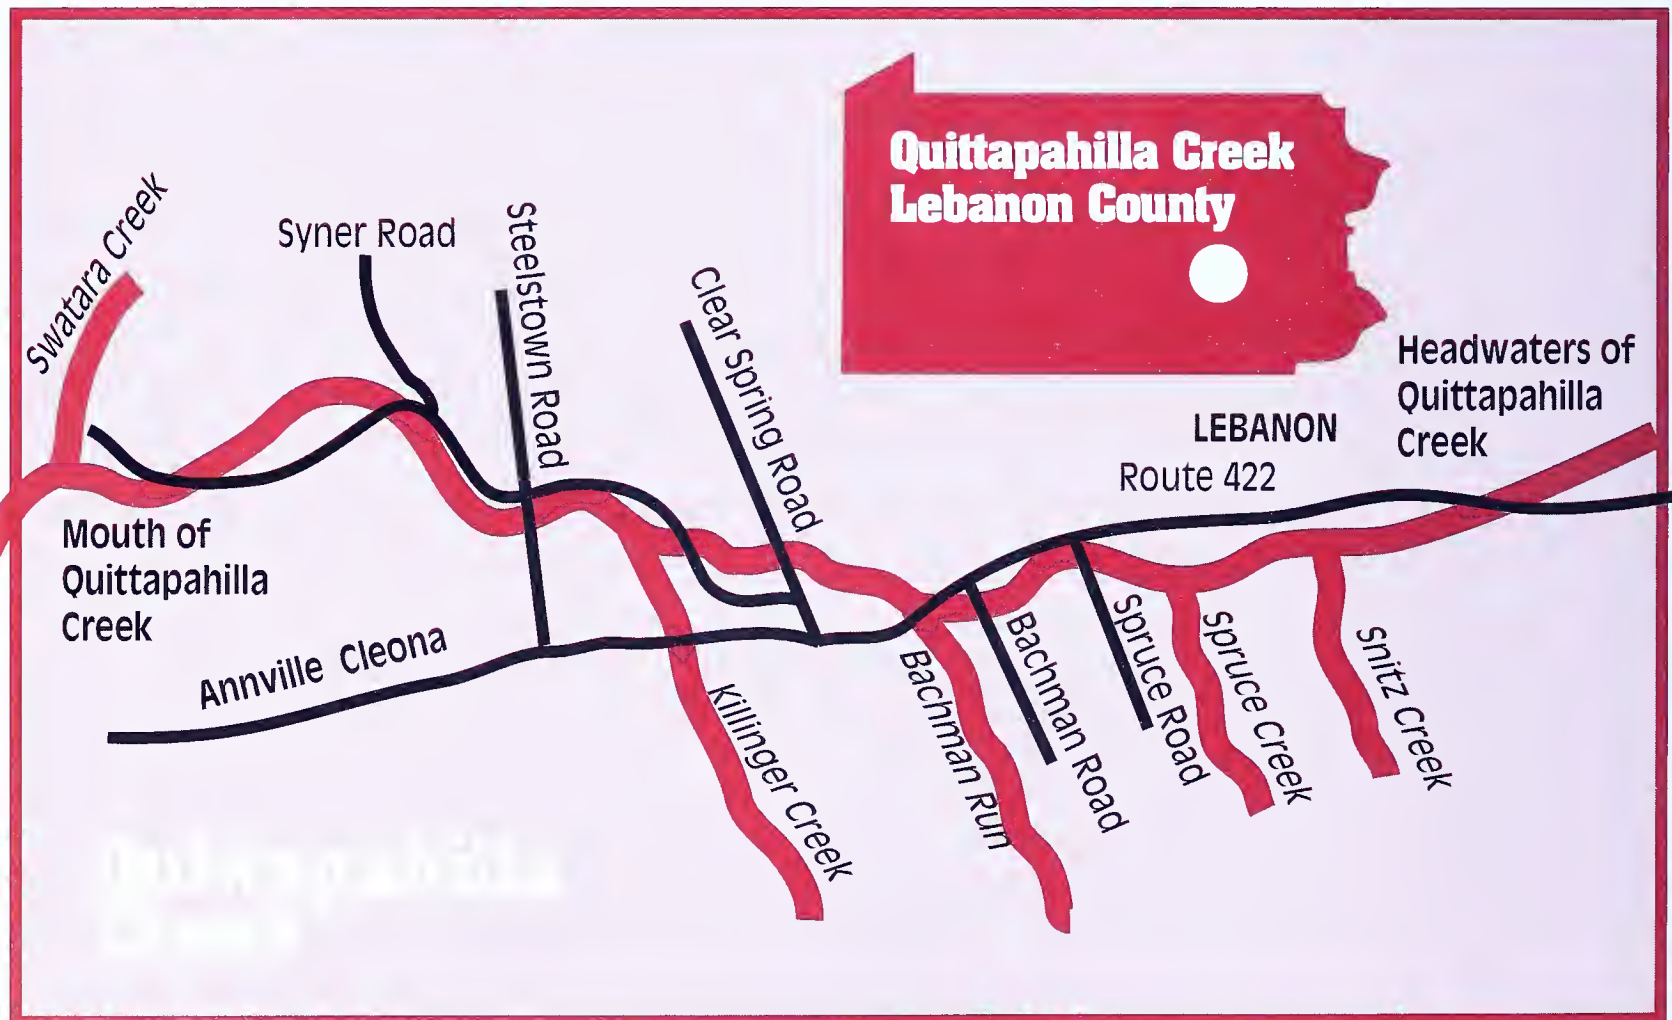 Quittapahilla Creek
Lebanon County
Swatara Creek
Syner Road
Steelstown Road
Clear Spring Road
Headwaters of
Quittapahilla
Creek
LEBANON
Route 422
Mouth of
Quittapahilla
Creek
Annville Cleona
Killinger Creek
Bachman Run
Bachman Road
Spruce Road
Spruce Creek
Snitz Creek